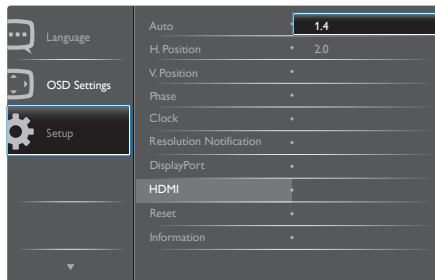 Language
OSD Settings
Setup
Auto
H. Position
V. Position
Phase
Clock
Resolution Notification
DisplayPort
HDMI
Reset
Information
1.4
2.0